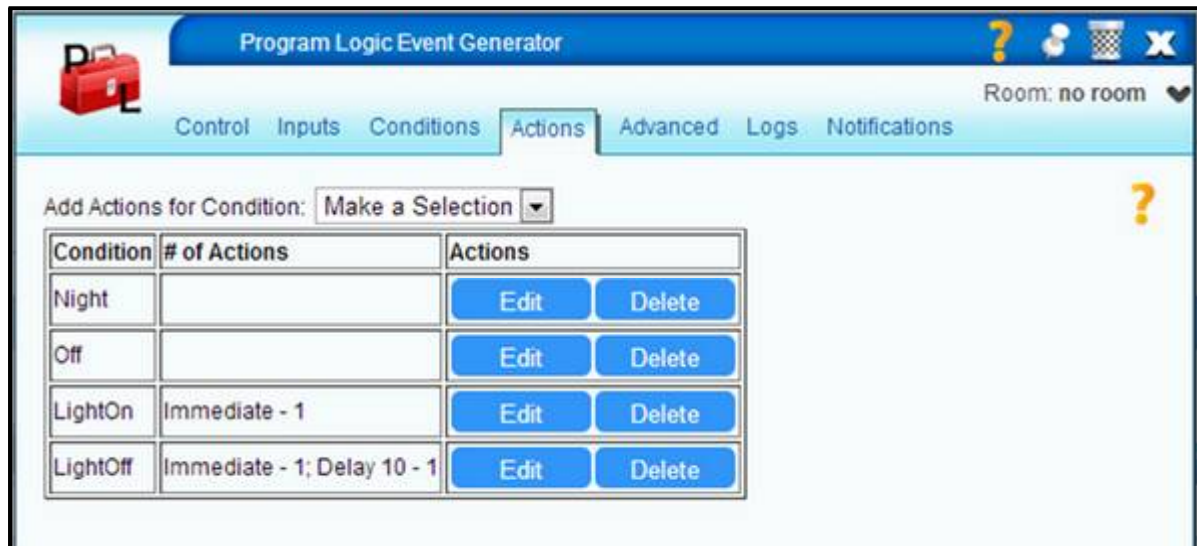 P
L
Program Logic Event Generator
?
X
Room: no room
Control Inputs Conditions Actions Advanced Logs Notifications
Add Actions for Condition: Make a Selection
?
Condition # of Actions Actions
Night Edit Delete
Off Edit Delete
LightOn Immediate - 1 Edit Delete
LightOff Immediate - 1; Delay 10 - 1 Edit Delete